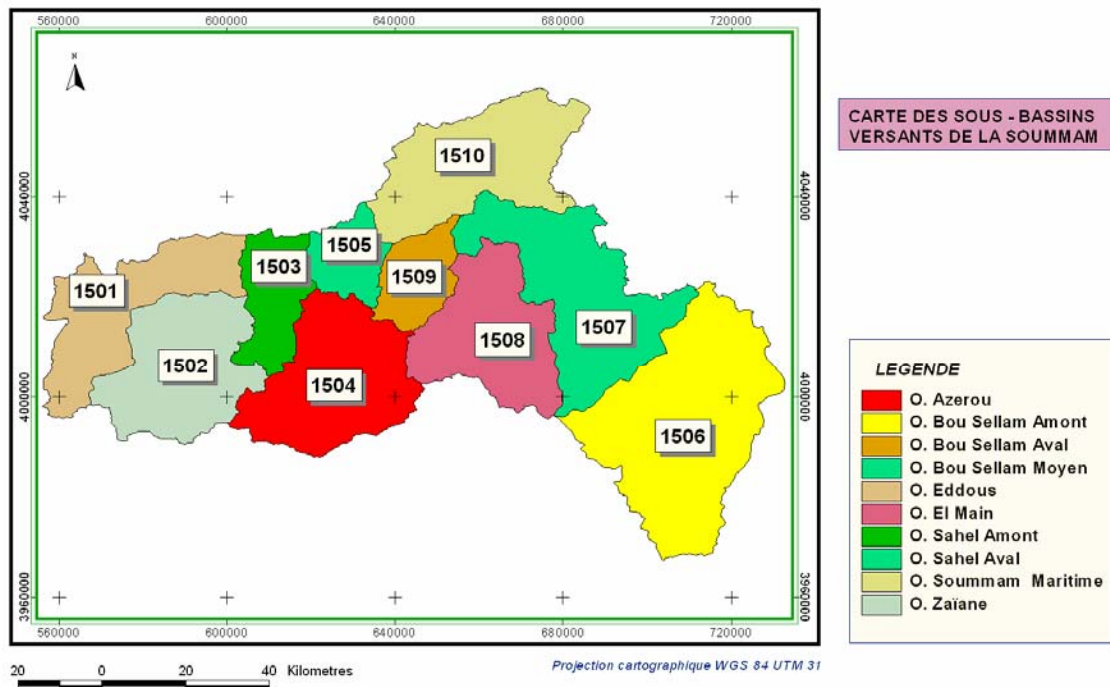 560000 600000 640000 680000 720000
N
CARTE DES SOUS - BASSINS
VERSANTS DE LA SOUMMAM
1510
4040000
4040000
1505
1503
1509
1501
1507
1508
1502
1504
4000000
4000000
1506
LEGENDE
O. Azerou
O. Bou Sellam Amont
O. Bou Sellam Aval
O. Bou Sellam Moyen
O. Eddous
O. El Main
O. Sahel Amont
O. Sahel Aval
O. Soummam Maritime
O. Zaïane
3960000
3960000
560000 600000 640000 680000 720000
20 0 20 40 Kilometres
Projection cartographique WGS 84 UTM 31